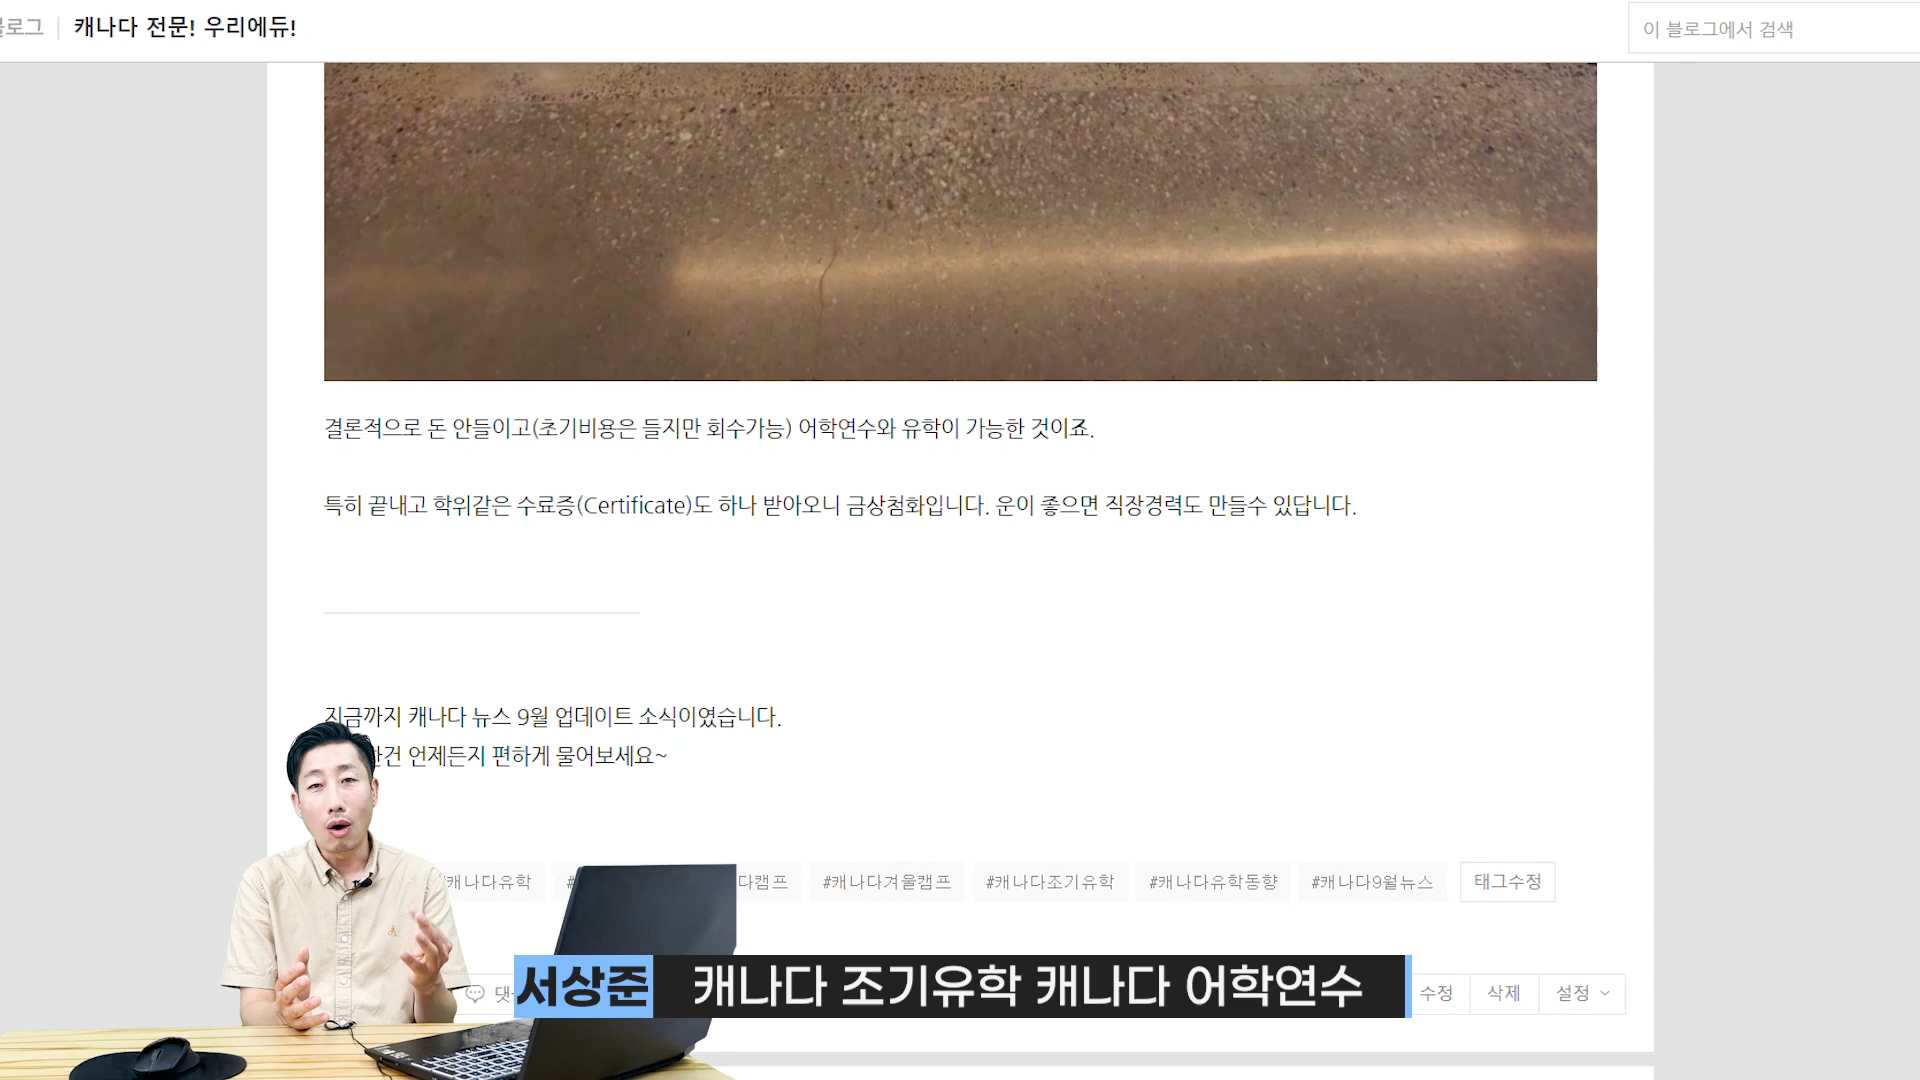 블로그 캐나다 전문! 우리에듀!
이 블로그에서 검색
결론적으로 돈 안들이고(초기비용은 들지만 회수가능) 어학연수와 유학이 가능한 것이죠.
특히 끝내고 학위같은 수료증(Certificate)도 하나 받아오니 금상첨화입니다. 운이 좋으면 직장경력도 만들수 있답니다.
지금까지 캐나다 뉴스 9월 업데이트 소식이였습니다.
언제든지 편하게 물어보세요~
캐나다유학 # 다캠프 #캐나다겨울캠프 #캐나다조기유학 #캐나다유학동향 #캐나다9월뉴스 태그수정
댓 수정 삭제 설정
서상준 캐나다 조기유학 캐나다 어학연수